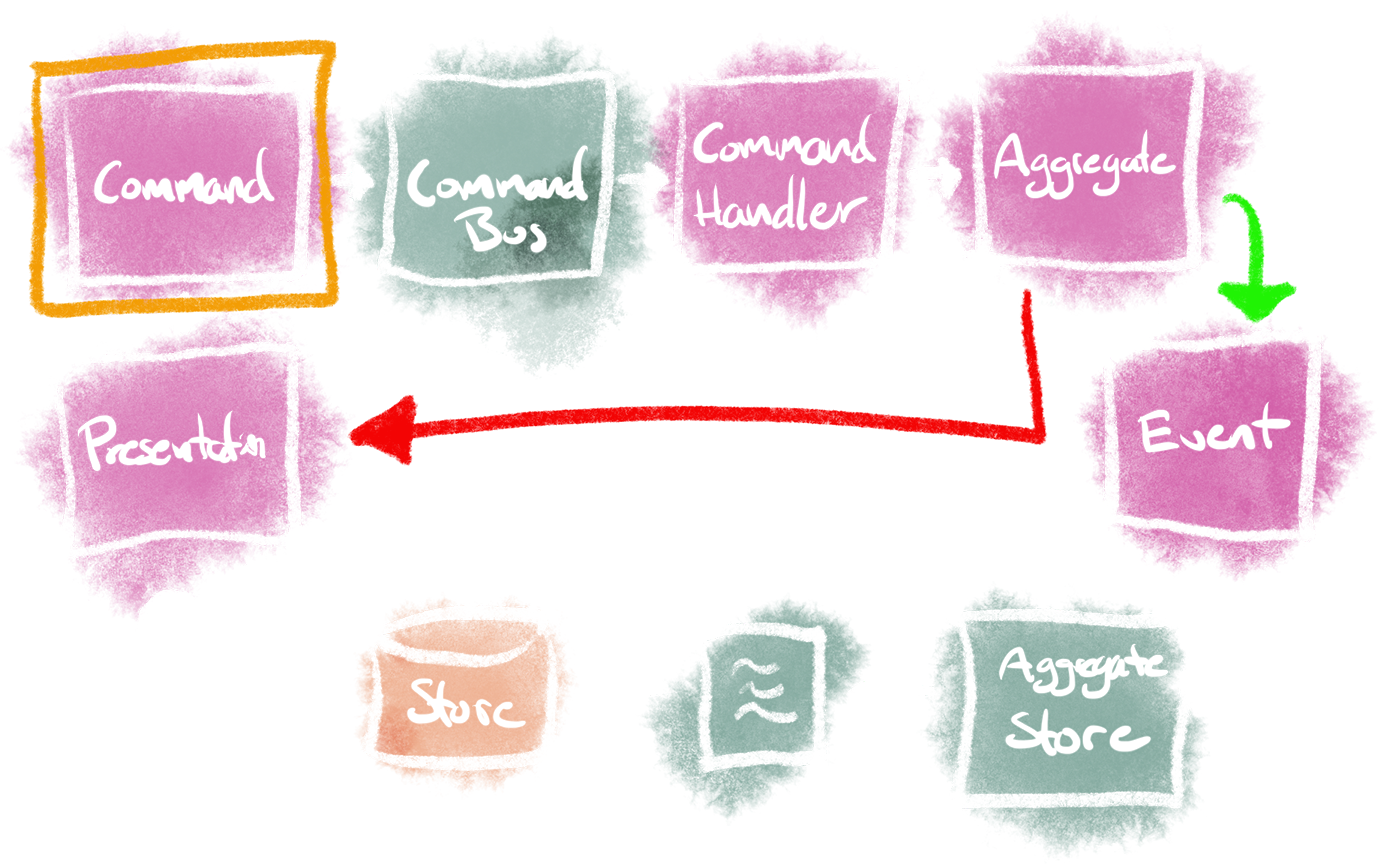 Command
Command
Bus
Command
Handler
Aggregate
Presentation
Event
Store
Aggregate
Store